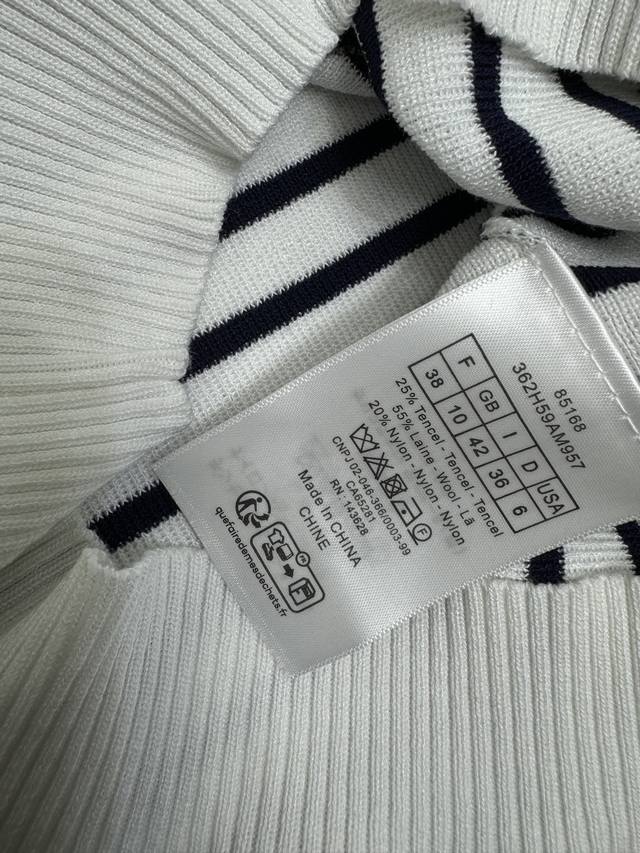 85168
362H59AM957
F GB I D USA
38 10 42 36 6
25% Tencel - Tencel - Tencel
55% Laine - Wool - Lã
20% Nylon - Nylon - Nylon
CNPJ 02-046-366/0003-99
CA65281
RN : 143628
Made In CHINA
CHINE
quefairedemesdechets.fr